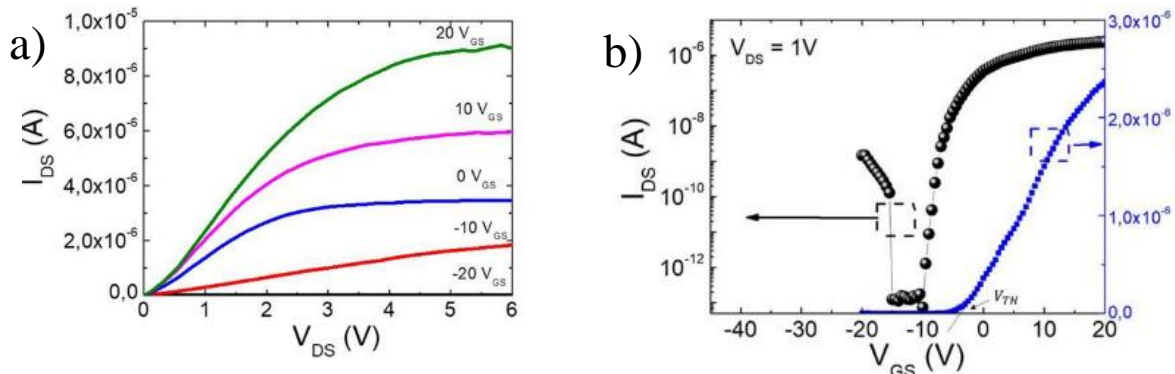 a)
1,0x10⁻⁵
8,0x10⁻⁶
6,0x10⁻⁶
4,0x10⁻⁶
2,0x10⁻⁶
0,0
I_DS (A)
20 V_GS
10 V_GS
0 V_GS
-10 V_GS
-20 V_GS
0 1 2 3 4 5 6
V_DS (V)
b)
V_DS = 1V
10⁻⁶
10⁻⁸
10⁻¹⁰
10⁻¹²
I_DS (A)
3,0x10⁻⁶
2,0x10⁻⁶
1,0x10⁻⁶
0,0
V_TH
-40 -30 -20 -10 0 10 20
V_GS (V)